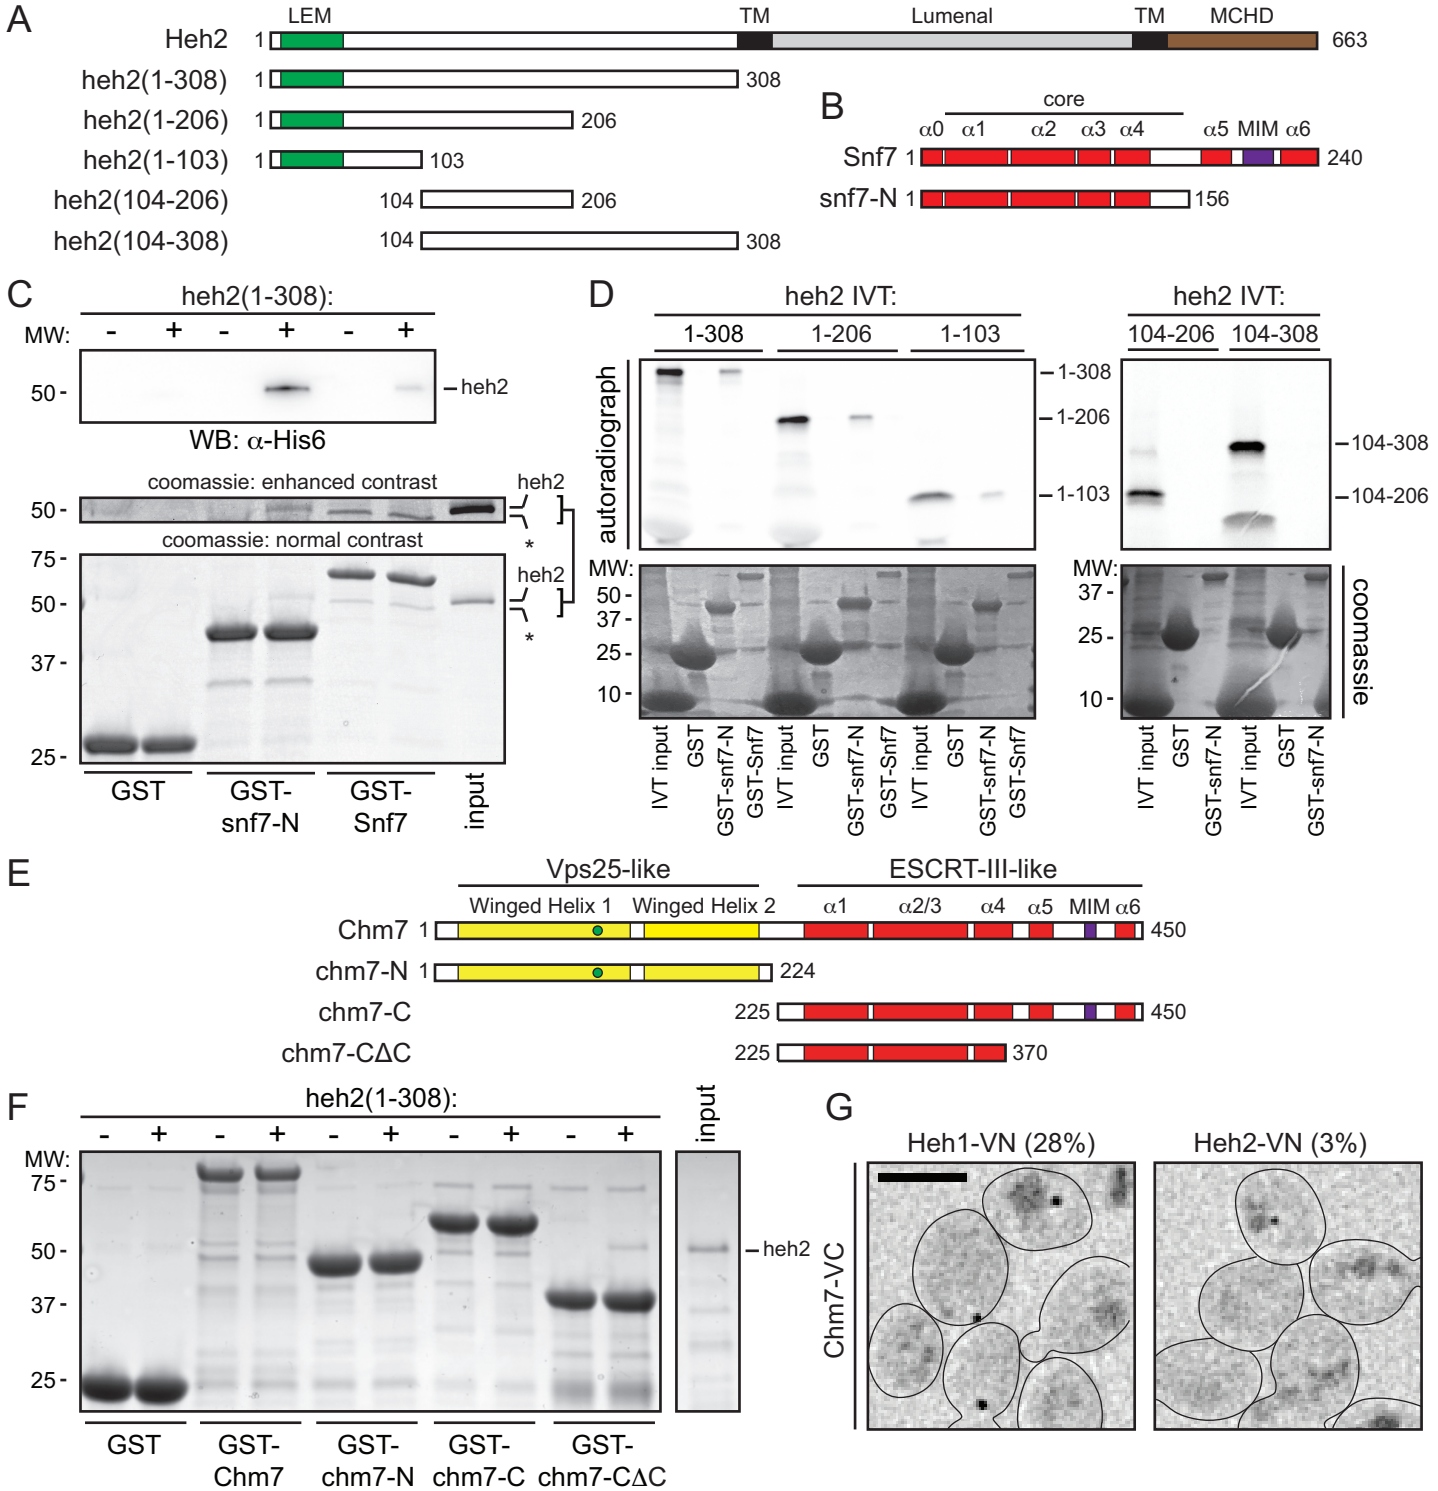 A
LEM TM Lumenal TM MCHD
Heh2 1 663
heh2(1-308) 1 308
heh2(1-206) 1 206
heh2(1-103) 1 103
heh2(104-206) 104 206
heh2(104-308) 104 308
B
core
α0 α1 α2 α3 α4 α5 MIM α6
Snf7 1 240
snf7-N 1 156
C
heh2(1-308):
MW: - + - + - +
50 - heh2
WB: α-His6
coomassie: enhanced contrast
heh2
50 -
*
coomassie: normal contrast
75 -
heh2
50 -
*
37 -
25 -
GST GST-snf7-N GST-Snf7 input
D
heh2 IVT:
1-308 1-206 1-103
autoradiograph
1-308
1-206
1-103
MW:
50 -
37 -
25 -
10 -
IVT input GST GST-snf7-N GST-Snf7 IVT input GST GST-snf7-N GST-Snf7 IVT input GST GST-snf7-N GST-Snf7
heh2 IVT:
104-206 104-308
104-308
104-206
MW:
37 -
25 -
10 -
coomassie
IVT input GST GST-snf7-N IVT input GST GST-snf7-N
E
Vps25-like ESCRT-III-like
Winged Helix 1 Winged Helix 2 α1 α2/3 α4 α5 MIM α6
Chm7 1 450
chm7-N 1 224
chm7-C 225 450
chm7-CΔC 225 370
F
heh2(1-308):
- + - + - + - + - + input
MW:
75 -
50 - heh2
37 -
25 -
GST GST-Chm7 GST-chm7-N GST-chm7-C GST-chm7-CΔC
G
Heh1-VN (28%) Heh2-VN (3%)
Chm7-VC